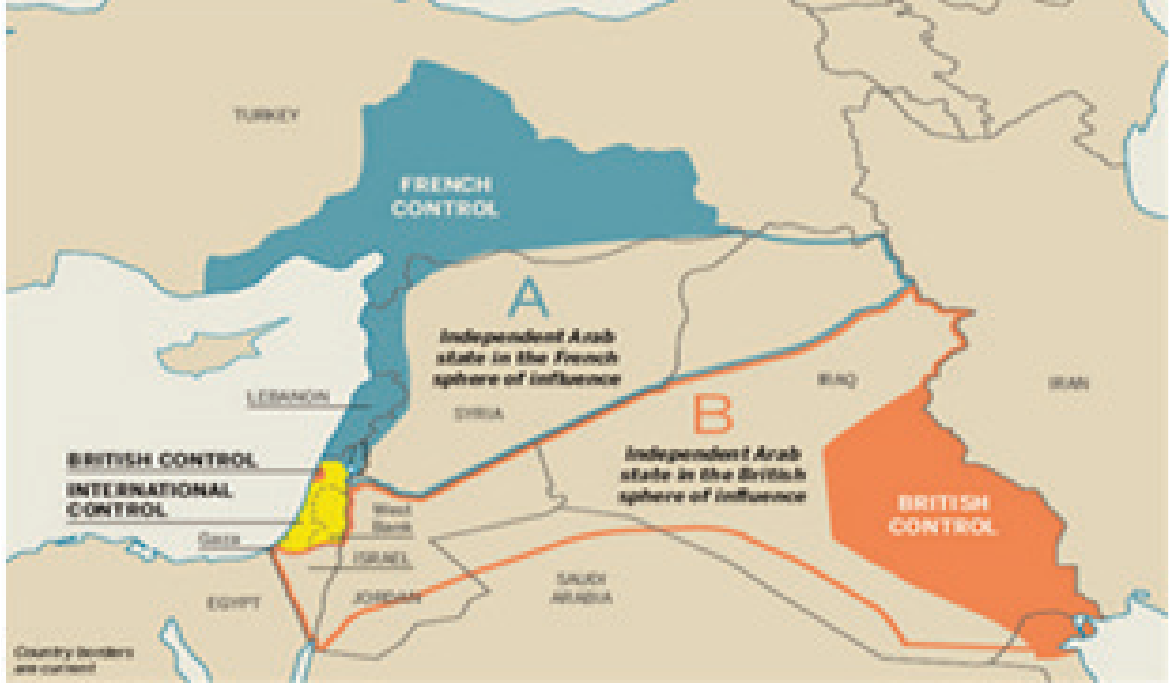 TURKEY
FRENCH
CONTROL
A
Independent Arab
state in the French
sphere of influence
LEBANON
SYRIA
IRAQ
IRAN
B
Independent Arab
state in the British
sphere of influence
BRITISH CONTROL
INTERNATIONAL
CONTROL
BRITISH
CONTROL
West
Bank
Gaza
ISRAEL
EGYPT
JORDAN
SAUDI
ARABIA
Country borders
are current